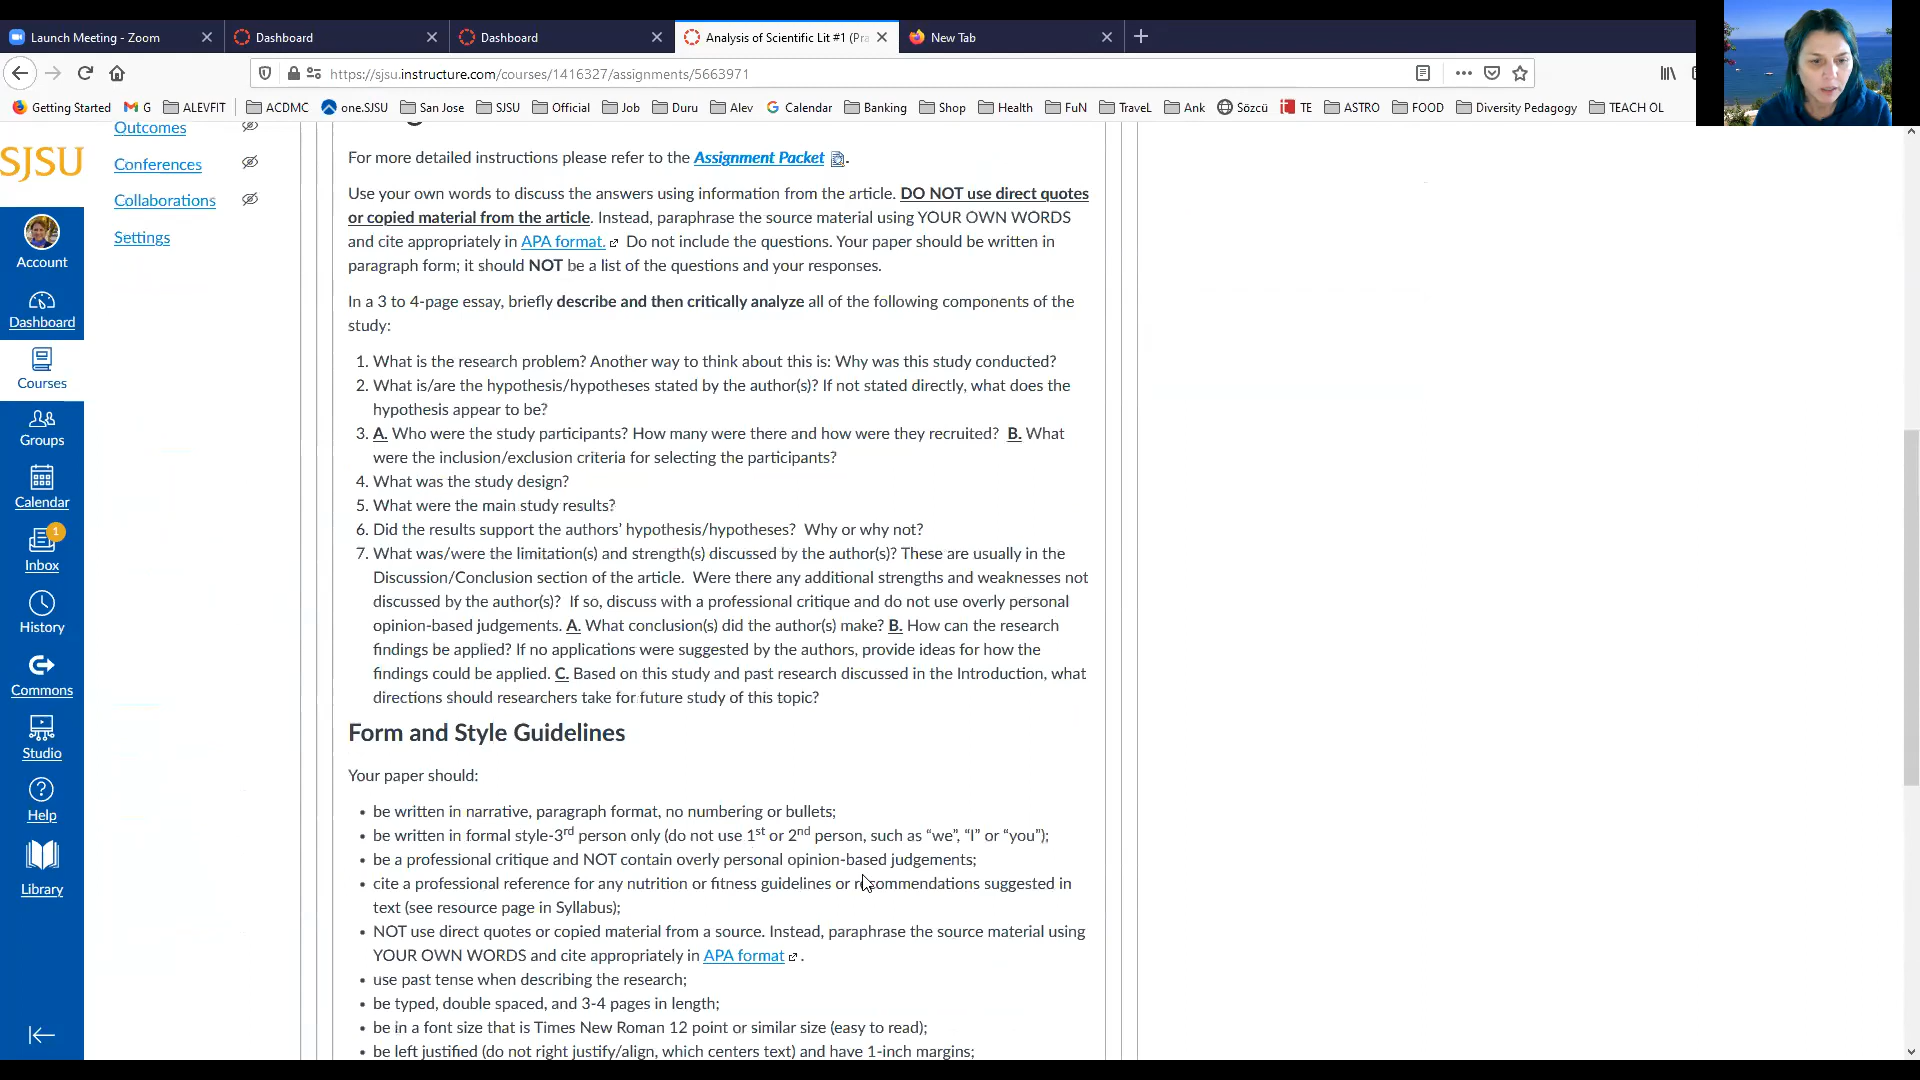 Launch Meeting - Zoom
Dashboard
Dashboard
Analysis of Scientific Lit #1 (Pra
New Tab
https://sjsu.instructure.com/courses/1416327/assignments/5663971
Getting Started
G
ALEVFIT
ACDMC
one.SJSU
San Jose
SJSU
Official
Job
Duru
Alev
Calendar
Banking
Shop
Health
FuN
TraveL
Ank
Sözcü
TE
ASTRO
FOOD
Diversity Pedagogy
TEACH OL
SJSU
Account
Dashboard
Courses
Groups
Calendar
1
Inbox
History
Commons
Studio
Help
Library
Outcomes
Conferences
Collaborations
Settings
For more detailed instructions please refer to the Assignment Packet .
Use your own words to discuss the answers using information from the article. DO NOT use direct quotes
or copied material from the article. Instead, paraphrase the source material using YOUR OWN WORDS
and cite appropriately in APA format. Do not include the questions. Your paper should be written in
paragraph form; it should NOT be a list of the questions and your responses.
In a 3 to 4-page essay, briefly describe and then critically analyze all of the following components of the
study:
1. What is the research problem? Another way to think about this is: Why was this study conducted?
2. What is/are the hypothesis/hypotheses stated by the author(s)? If not stated directly, what does the
hypothesis appear to be?
3. A. Who were the study participants? How many were there and how were they recruited? B. What
were the inclusion/exclusion criteria for selecting the participants?
4. What was the study design?
5. What were the main study results?
6. Did the results support the authors' hypothesis/hypotheses? Why or why not?
7. What was/were the limitation(s) and strength(s) discussed by the author(s)? These are usually in the
Discussion/Conclusion section of the article. Were there any additional strengths and weaknesses not
discussed by the author(s)? If so, discuss with a professional critique and do not use overly personal
opinion-based judgements. A. What conclusion(s) did the author(s) make? B. How can the research
findings be applied? If no applications were suggested by the authors, provide ideas for how the
findings could be applied. C. Based on this study and past research discussed in the Introduction, what
directions should researchers take for future study of this topic?
Form and Style Guidelines
Your paper should:
• be written in narrative, paragraph format, no numbering or bullets;
• be written in formal style-3rd person only (do not use 1st or 2nd person, such as “we”, “I” or “you”);
• be a professional critique and NOT contain overly personal opinion-based judgements;
• cite a professional reference for any nutrition or fitness guidelines or recommendations suggested in
text (see resource page in Syllabus);
• NOT use direct quotes or copied material from a source. Instead, paraphrase the source material using
YOUR OWN WORDS and cite appropriately in APA format .
• use past tense when describing the research;
• be typed, double spaced, and 3-4 pages in length;
• be in a font size that is Times New Roman 12 point or similar size (easy to read);
• be left justified (do not right justify/align, which centers text) and have 1-inch margins;